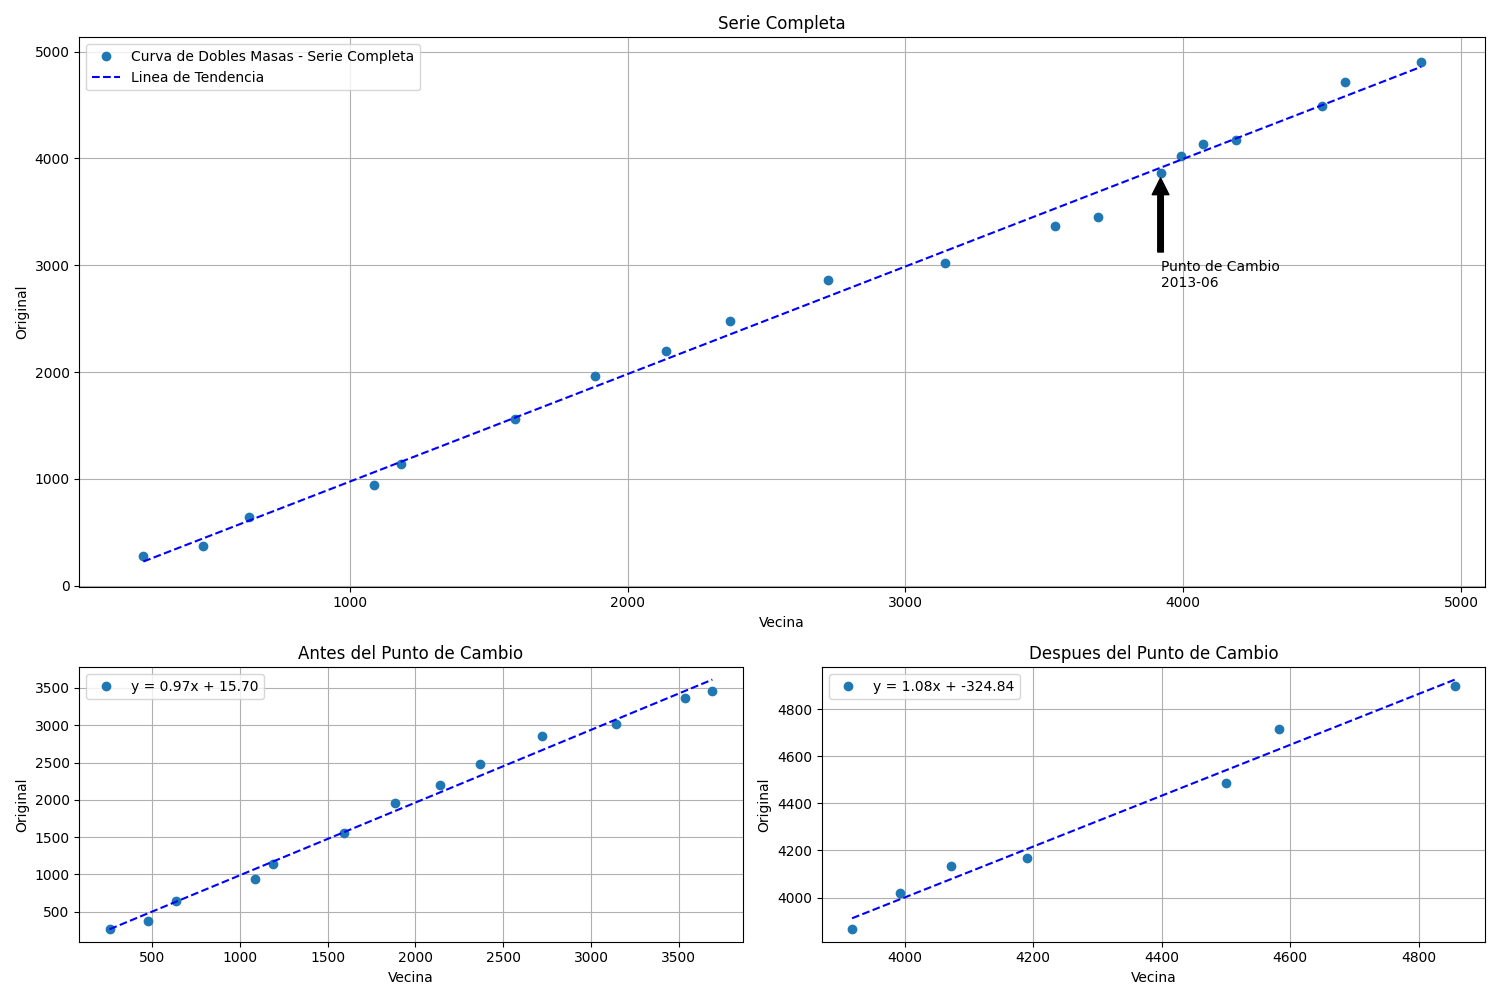 Serie Completa
Curva de Dobles Masas - Serie Completa
Linea de Tendencia
5000
4000
3000
2000
1000
0
Original
Punto de Cambio
2013-06
1000
2000
3000
4000
5000
Vecina
Antes del Punto de Cambio
y = 0.97x + 15.70
3500
3000
2500
2000
1500
1000
500
Original
500
1000
1500
2000
2500
3000
3500
Vecina
Despues del Punto de Cambio
y = 1.08x + -324.84
4800
4600
4400
4200
4000
Original
4000
4200
4400
4600
4800
Vecina